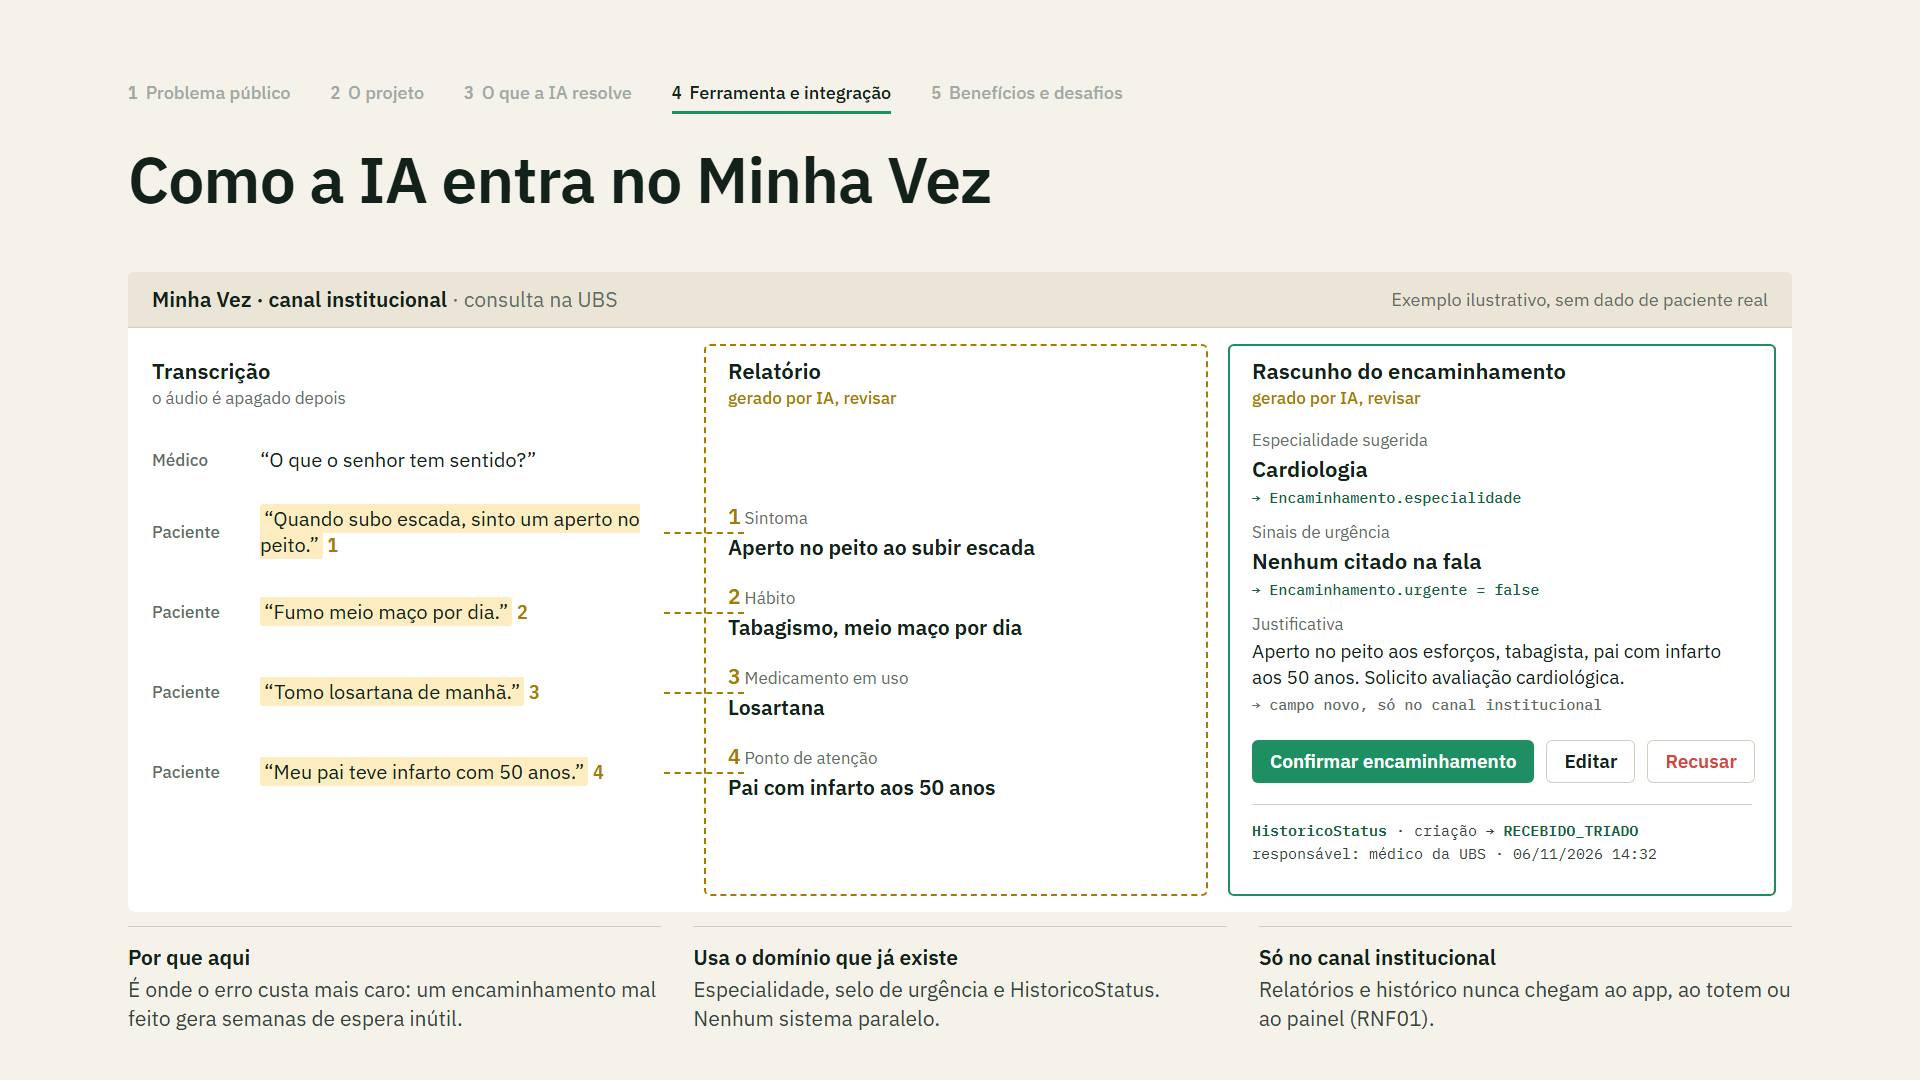 1 Problema público 2 O projeto 3 O que a IA resolve 4 Ferramenta e integração 5 Benefícios e desafios
Como a IA entra no Minha Vez
Minha Vez · canal institucional · consulta na UBS
Exemplo ilustrativo, sem dado de paciente real
Transcrição
o áudio é apagado depois
Médico “O que o senhor tem sentido?”
Paciente “Quando subo escada, sinto um aperto no
peito.” 1
Paciente “Fumo meio maço por dia.” 2
Paciente “Tomo losartana de manhã.” 3
Paciente “Meu pai teve infarto com 50 anos.” 4
Relatório
gerado por IA, revisar
1 Sintoma
Aperto no peito ao subir escada
2 Hábito
Tabagismo, meio maço por dia
3 Medicamento em uso
Losartana
4 Ponto de atenção
Pai com infarto aos 50 anos
Rascunho do encaminhamento
gerado por IA, revisar
Especialidade sugerida
Cardiologia
→ Encaminhamento.especialidade
Sinais de urgência
Nenhum citado na fala
→ Encaminhamento.urgente = false
Justificativa
Aperto no peito aos esforços, tabagista, pai com infarto
aos 50 anos. Solicito avaliação cardiológica.
→ campo novo, só no canal institucional
Confirmar encaminhamento Editar Recusar
HistoricoStatus · criação → RECEBIDO_TRIADO
responsável: médico da UBS · 06/11/2026 14:32
Por que aqui
É onde o erro custa mais caro: um encaminhamento mal
feito gera semanas de espera inútil.
Usa o domínio que já existe
Especialidade, selo de urgência e HistoricoStatus.
Nenhum sistema paralelo.
Só no canal institucional
Relatórios e histórico nunca chegam ao app, ao totem ou
ao painel (RNF01).